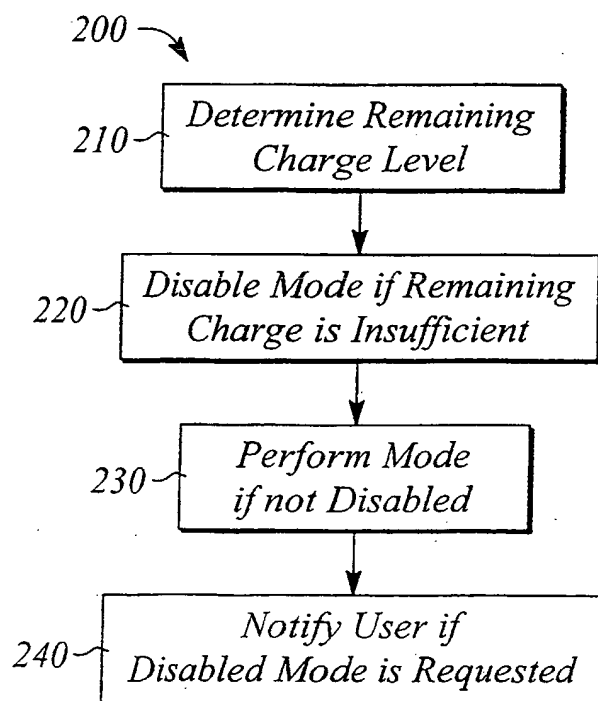 200
210
Determine Remaining
Charge Level
220
Disable Mode if Remaining
Charge is Insufficient
230
Perform Mode
if not Disabled
240
Notify User if
Disabled Mode is Requested